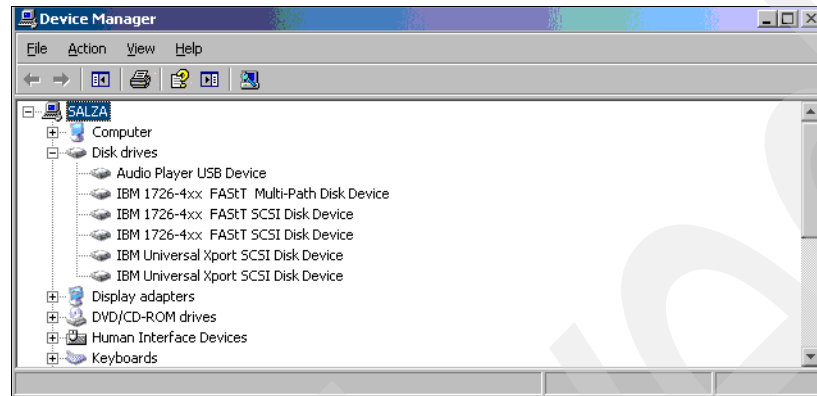 Device Manager
File Action View Help
SALZA
Computer
Disk drives
Audio Player USB Device
IBM 1726-4xx FAStT Multi-Path Disk Device
IBM 1726-4xx FAStT SCSI Disk Device
IBM 1726-4xx FAStT SCSI Disk Device
IBM Universal Xport SCSI Disk Device
IBM Universal Xport SCSI Disk Device
Display adapters
DVD/CD-ROM drives
Human Interface Devices
Keyboards